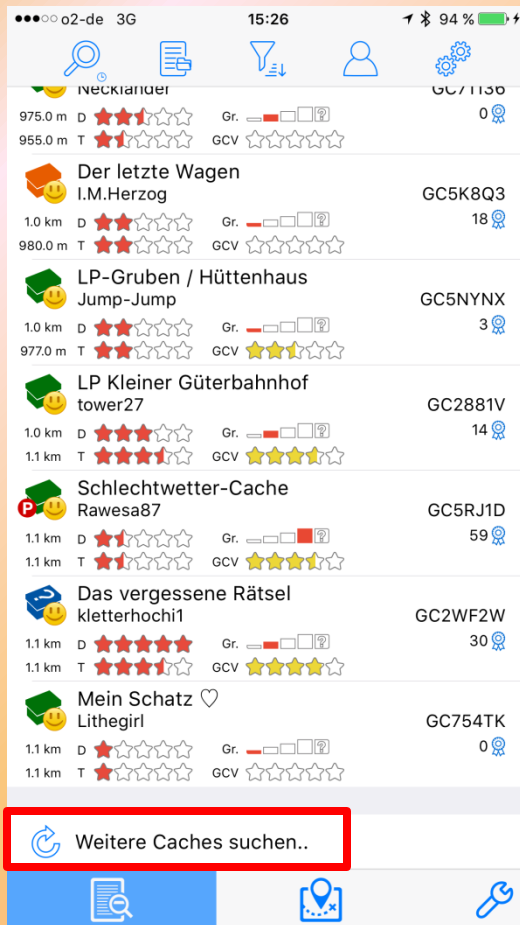 o2-de 3G 15:26 94 %
Necklander GC71136
975.0 m D Gr. ? 0
955.0 m T GCV
Der letzte Wagen
I.M.Herzog GC5K8Q3
1.0 km D Gr. ? 18
980.0 m T GCV
LP-Gruben / Hüttenhaus
Jump-Jump GC5NYNX
1.0 km D Gr. ? 3
977.0 m T GCV
LP Kleiner Güterbahnhof
tower27 GC2881V
1.0 km D Gr. ? 14
1.1 km T GCV
Schlechtwetter-Cache
P Rawesa87 GC5RJ1D
1.1 km D Gr. ? 59
1.1 km T GCV
Das vergessene Rätsel
? kletterhochi1 GC2WF2W
1.1 km D Gr. ? 30
1.1 km T GCV
Mein Schatz ♡
Lithegirl GC754TK
1.1 km D Gr. ? 0
1.1 km T GCV
Weitere Caches suchen..